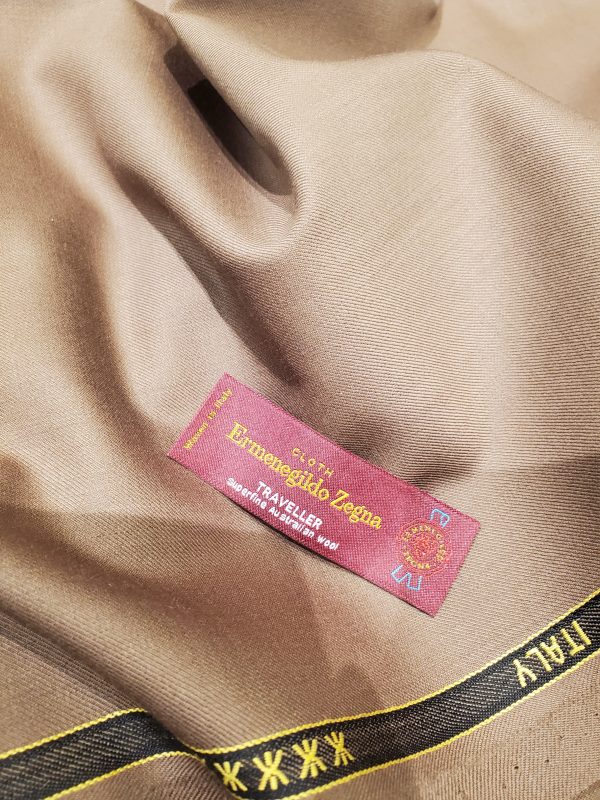 Woven in Italy
CLOTH
Ermenegildo Zegna
TRAVELLER
Superfine Australian wool
ITALY